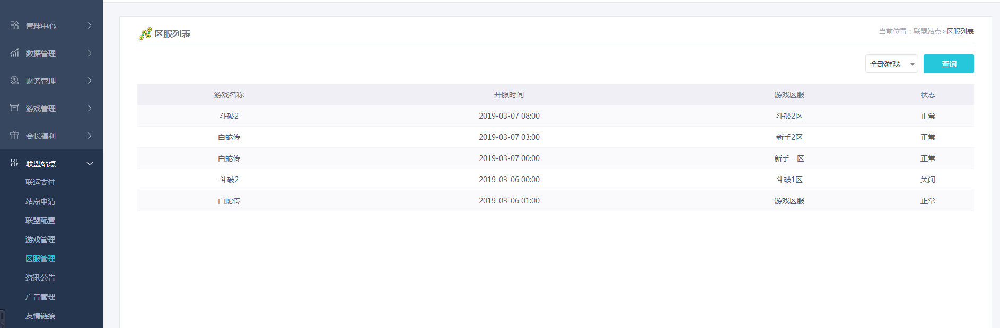 管理中心
数据管理
财务管理
游戏管理
会长福利
联盟站点
联运支付
站点申请
联盟配置
游戏管理
区服管理
资讯公告
广告管理
友情链接
区服列表
当前位置：联盟站点>区服列表
全部游戏
查询
游戏名称 开服时间 游戏区服 状态
斗破2 2019-03-07 08:00 斗破2区 正常
白蛇传 2019-03-07 03:00 新手2区 正常
白蛇传 2019-03-07 00:00 新手一区 正常
斗破2 2019-03-06 00:00 斗破1区 关闭
白蛇传 2019-03-06 01:00 游戏区服 正常